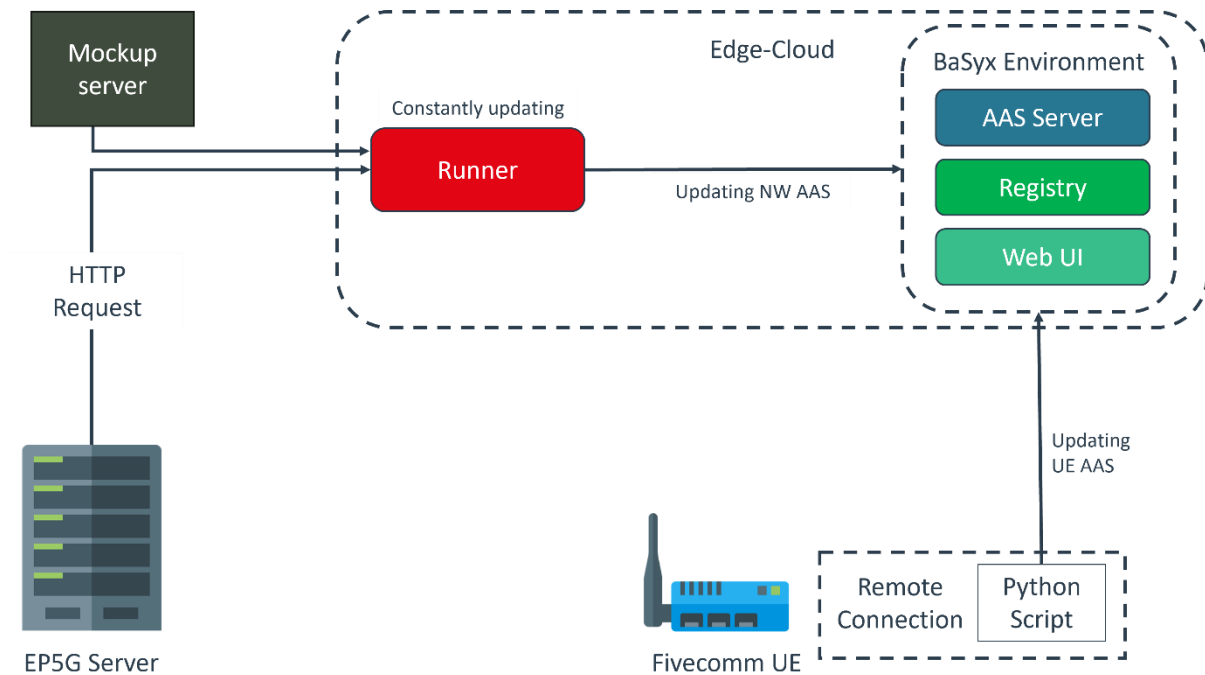 Mockup
server
Edge-Cloud
BaSyx Environment
Constantly updating
AAS Server
Runner
Registry
Updating NW AAS
Web UI
HTTP
Request
Updating
UE AAS
Remote
Connection
Python
Script
EP5G Server
Fivecomm UE